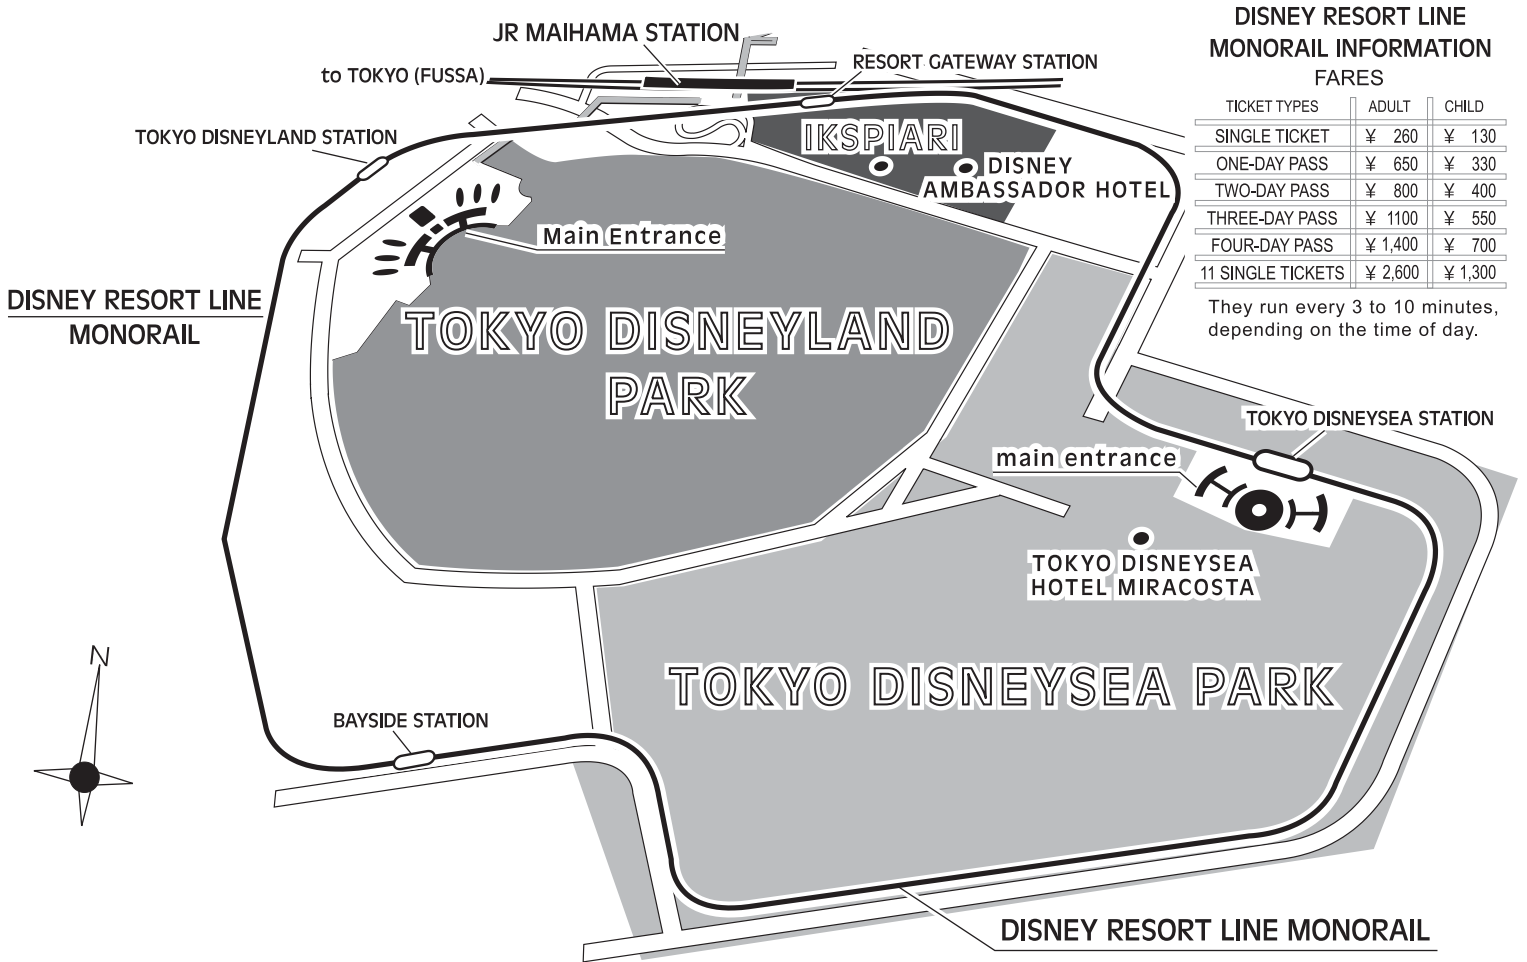 DISNEY RESORT LINE
MONORAIL INFORMATION
FARES
TICKET TYPES ADULT CHILD
SINGLE TICKET ¥ 260 ¥ 130
ONE-DAY PASS ¥ 650 ¥ 330
TWO-DAY PASS ¥ 800 ¥ 400
THREE-DAY PASS ¥ 1100 ¥ 550
FOUR-DAY PASS ¥ 1,400 ¥ 700
11 SINGLE TICKETS ¥ 2,600 ¥ 1,300
They run every 3 to 10 minutes,
depending on the time of day.
JR MAIHAMA STATION
to TOKYO (FUSSA)
RESORT GATEWAY STATION
TOKYO DISNEYLAND STATION
IKSPIARI
DISNEY
AMBASSADOR HOTEL
Main Entrance
DISNEY RESORT LINE
MONORAIL
TOKYO DISNEYLAND
PARK
TOKYO DISNEYSEA STATION
main entrance
TOKYO DISNEYSEA
HOTEL MIRACOSTA
N
TOKYO DISNEYSEA PARK
BAYSIDE STATION
DISNEY RESORT LINE MONORAIL